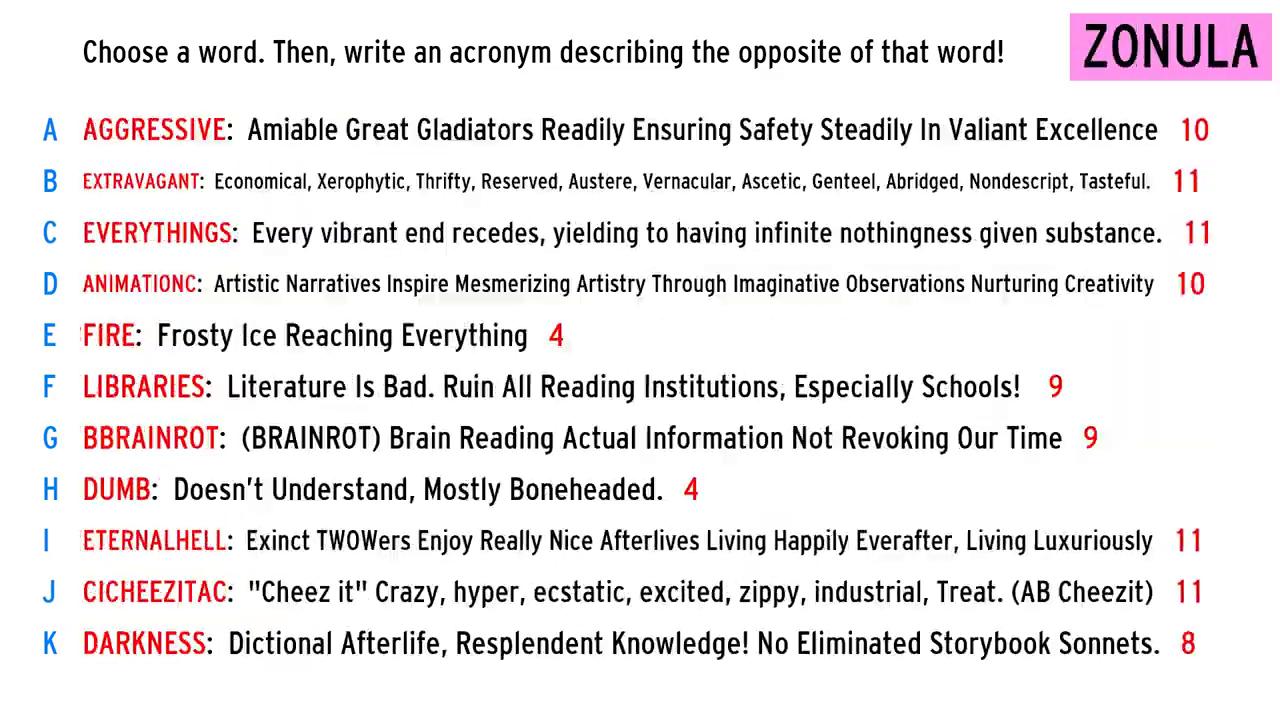 Choose a word. Then, write an acronym describing the opposite of that word!
ZONULA
A AGGRESSIVE: Amiable Great Gladiators Readily Ensuring Safety Steadily In Valiant Excellence 10
B EXTRAVAGANT: Economical, Xerophytic, Thrifty, Reserved, Austere, Vernacular, Ascetic, Genteel, Abridged, Nondescript, Tasteful. 11
C EVERYTHINGS: Every vibrant end recedes, yielding to having infinite nothingness given substance. 11
D ANIMATIONC: Artistic Narratives Inspire Mesmerizing Artistry Through Imaginative Observations Nurturing Creativity 10
E FIRE: Frosty Ice Reaching Everything 4
F LIBRARIES: Literature Is Bad. Ruin All Reading Institutions, Especially Schools! 9
G BBRAINROT: (BRAINROT) Brain Reading Actual Information Not Revoking Our Time 9
H DUMB: Doesn't Understand, Mostly Boneheaded. 4
I ETERNALHELL: Exinct TWOWers Enjoy Really Nice Afterlives Living Happily Everafter, Living Luxuriously 11
J CICHEEZITAC: "Cheez it" Crazy, hyper, ecstatic, excited, zippy, industrial, Treat. (AB Cheezit) 11
K DARKNESS: Dictional Afterlife, Resplendent Knowledge! No Eliminated Storybook Sonnets. 8